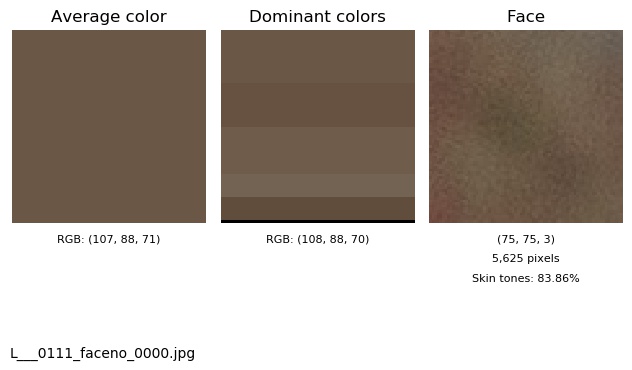 Average color
Dominant colors
Face
RGB: (107, 88, 71)
RGB: (108, 88, 70)
(75, 75, 3)
5,625 pixels
Skin tones: 83.86%
L___0111_faceno_0000.jpg